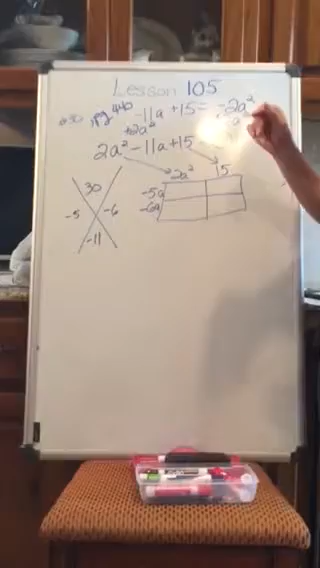 Lesson 105
#30 pg 440 -11a + 15 = -2a²
+2a²
2a² - 11a + 15
2a² 15
30
-5 -6
-11
-5a
-6a